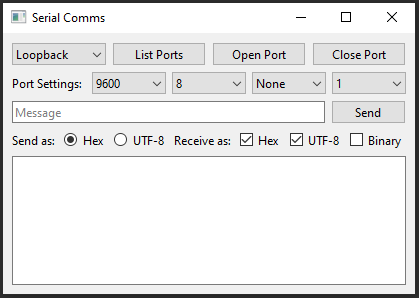 Serial Comms
Loopback List Ports Open Port Close Port
Port Settings: 9600 8 None 1
Message Send
Send as: Hex UTF-8 Receive as: Hex UTF-8 Binary